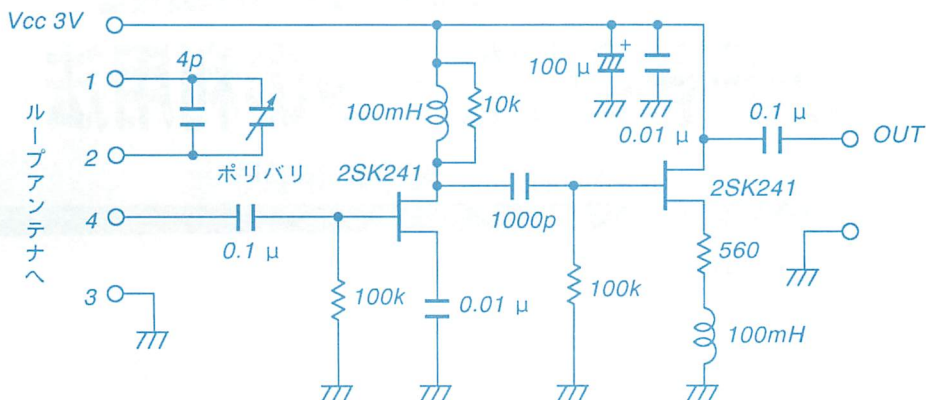 Vcc 3V
1
4p
2
ポリバリ
ループアンテナへ
4
0.1 μ
3
100k
100mH
10k
2SK241
0.01 μ
1000p
100k
100 μ
+
0.01 μ
0.1 μ
OUT
2SK241
560
100mH